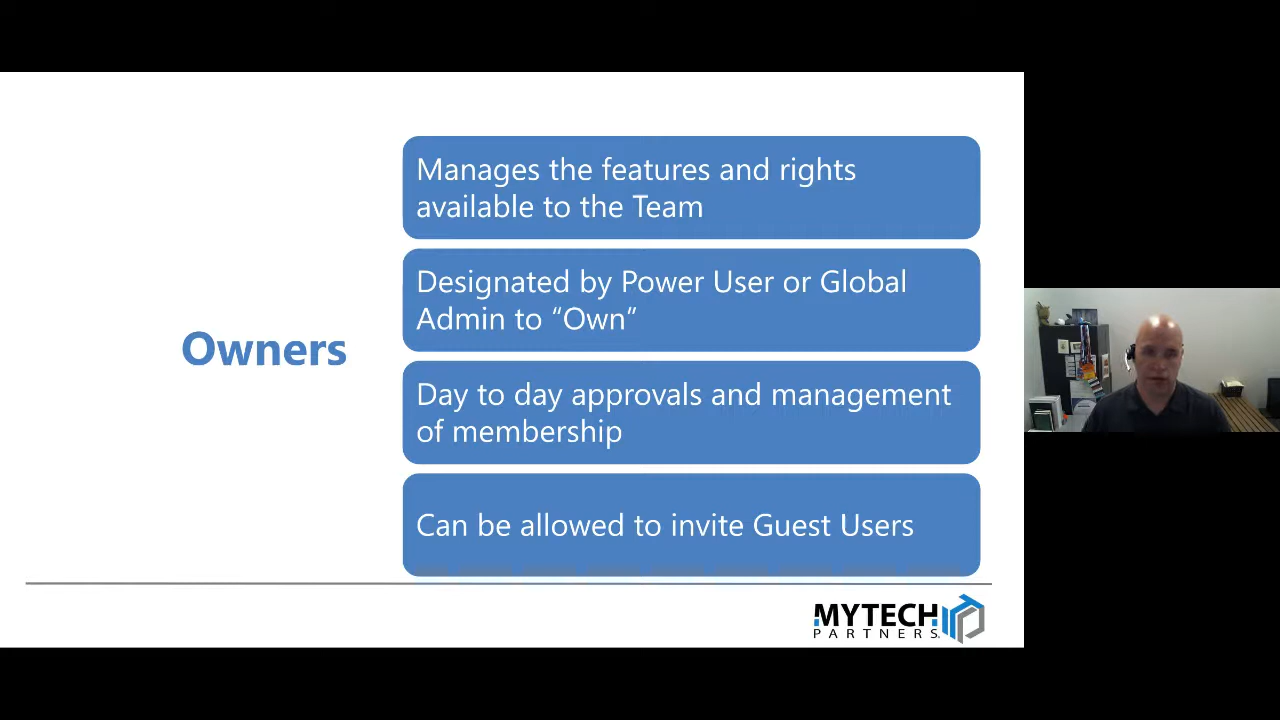 Manages the features and rights
available to the Team
Designated by Power User or Global
Admin to “Own”
Owners
Day to day approvals and management
of membership
Can be allowed to invite Guest Users
MYTECH
PARTNERS